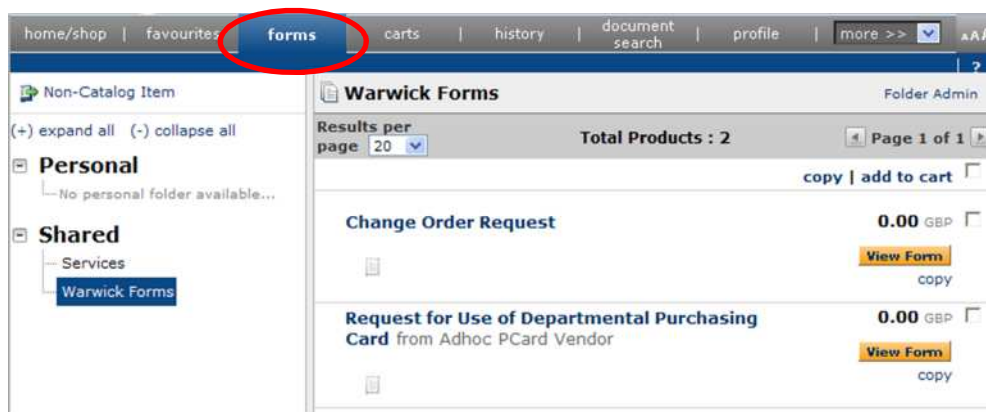 home/shop | favourites forms carts | history | document search | profile | more >> AAA
| ?
Non-Catalog Item
(+) expand all (-) collapse all
Personal
No personal folder available...
Shared
Services
Warwick Forms
Warwick Forms Folder Admin
Results per page 20 Total Products : 2 Page 1 of 1
copy | add to cart
Change Order Request 0.00 GBP
View Form
copy
Request for Use of Departmental Purchasing 0.00 GBP
Card from Adhoc PCard Vendor
View Form
copy